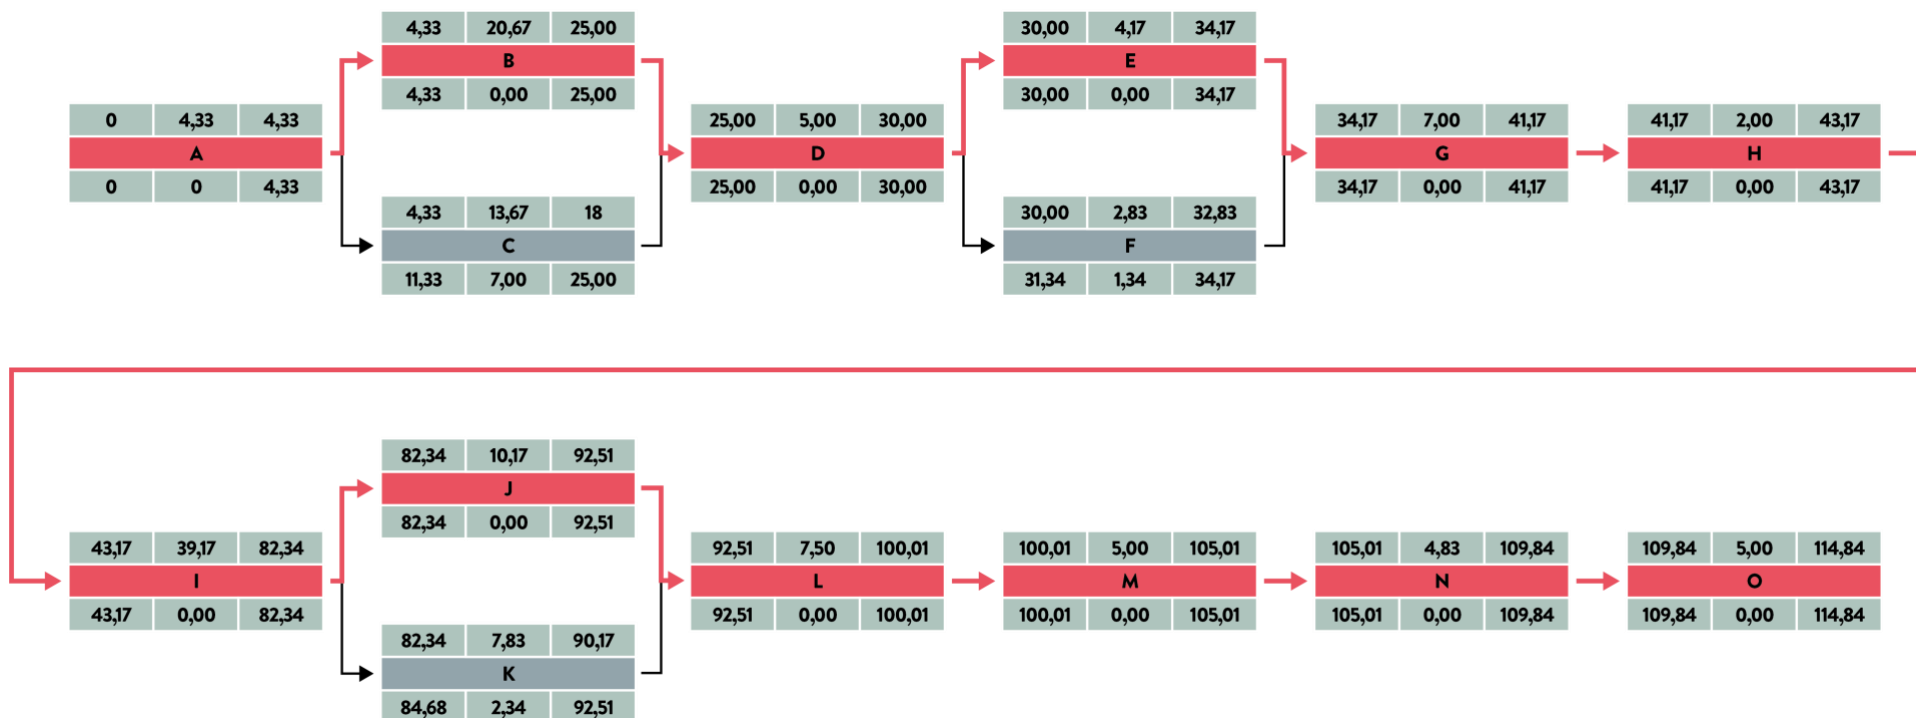 4,33 20,67 25,00
B
4,33 0,00 25,00
30,00 4,17 34,17
E
30,00 0,00 34,17
0 4,33 4,33
A
0 0 4,33
25,00 5,00 30,00
D
25,00 0,00 30,00
34,17 7,00 41,17
G
34,17 0,00 41,17
41,17 2,00 43,17
H
41,17 0,00 43,17
4,33 13,67 18
C
11,33 7,00 25,00
30,00 2,83 32,83
F
31,34 1,34 34,17
82,34 10,17 92,51
J
82,34 0,00 92,51
43,17 39,17 82,34
I
43,17 0,00 82,34
92,51 7,50 100,01
L
92,51 0,00 100,01
100,01 5,00 105,01
M
100,01 0,00 105,01
105,01 4,83 109,84
N
105,01 0,00 109,84
109,84 5,00 114,84
O
109,84 0,00 114,84
82,34 7,83 90,17
K
84,68 2,34 92,51